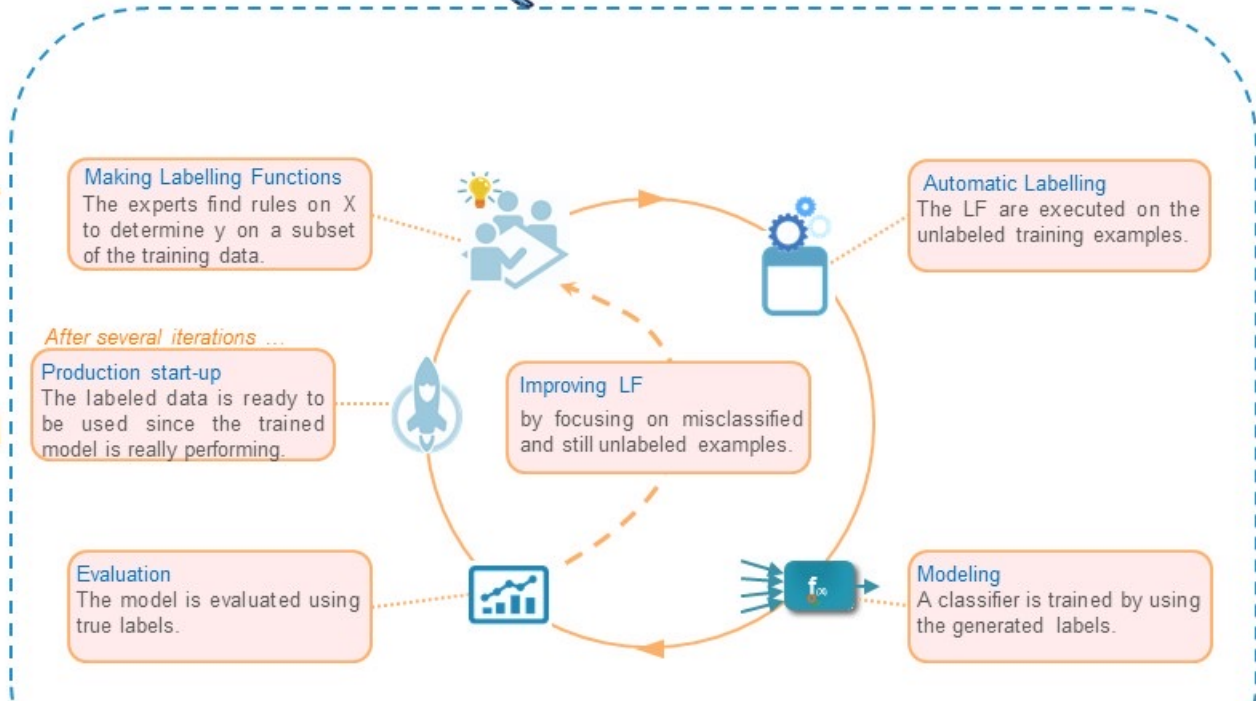 Making Labelling Functions
The experts find rules on X
to determine y on a subset
of the training data.
Automatic Labelling
The LF are executed on the
unlabeled training examples.
After several iterations ...
Production start-up
The labeled data is ready to
be used since the trained
model is really performing.
Improving LF
by focusing on misclassified
and still unlabeled examples.
Evaluation
The model is evaluated using
true labels.
f(x)
Modeling
A classifier is trained by using
the generated labels.